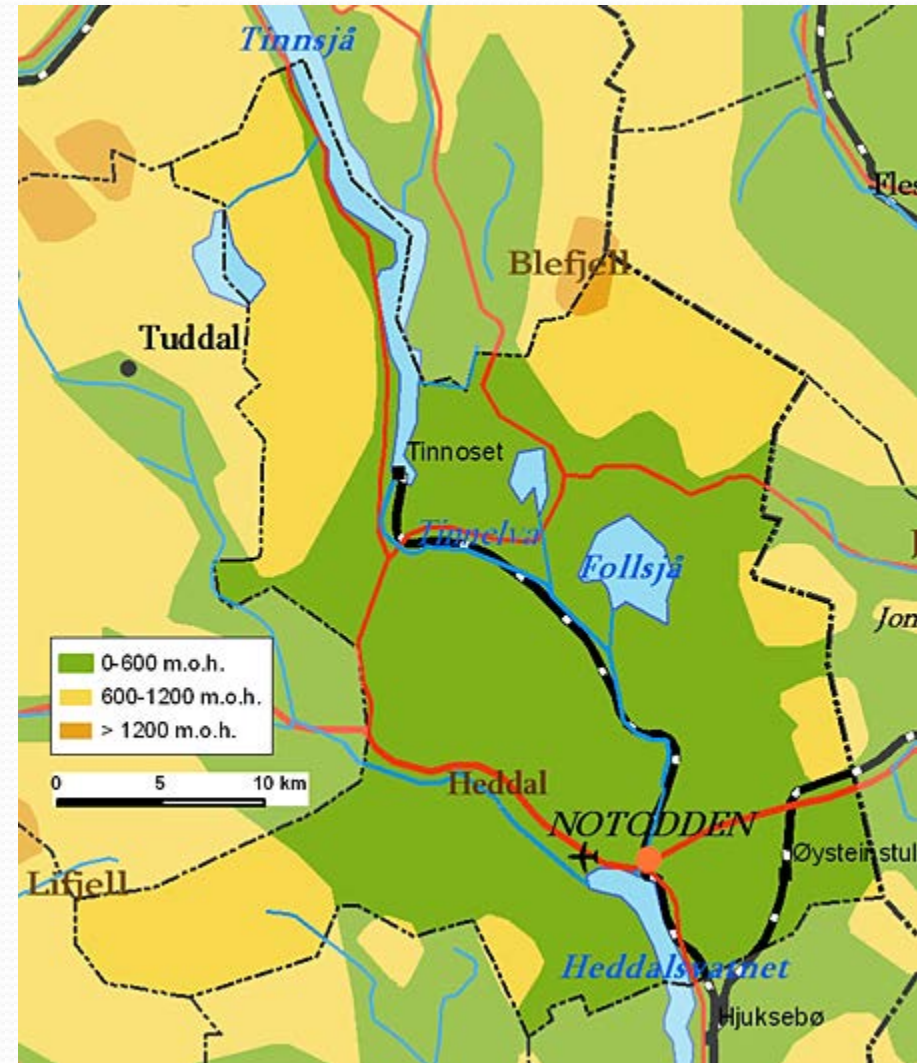 Tinnsjå
Fles
Blefjell
Tuddal
Tinnoset
Tinnelva
Follsjå
Jon
0-600 m.o.h.
600-1200 m.o.h.
> 1200 m.o.h.
0 5 10 km
Heddal
NOTODDEN
Øysteinstul
Lifjell
Heddalsvatnet
Hjuksebø